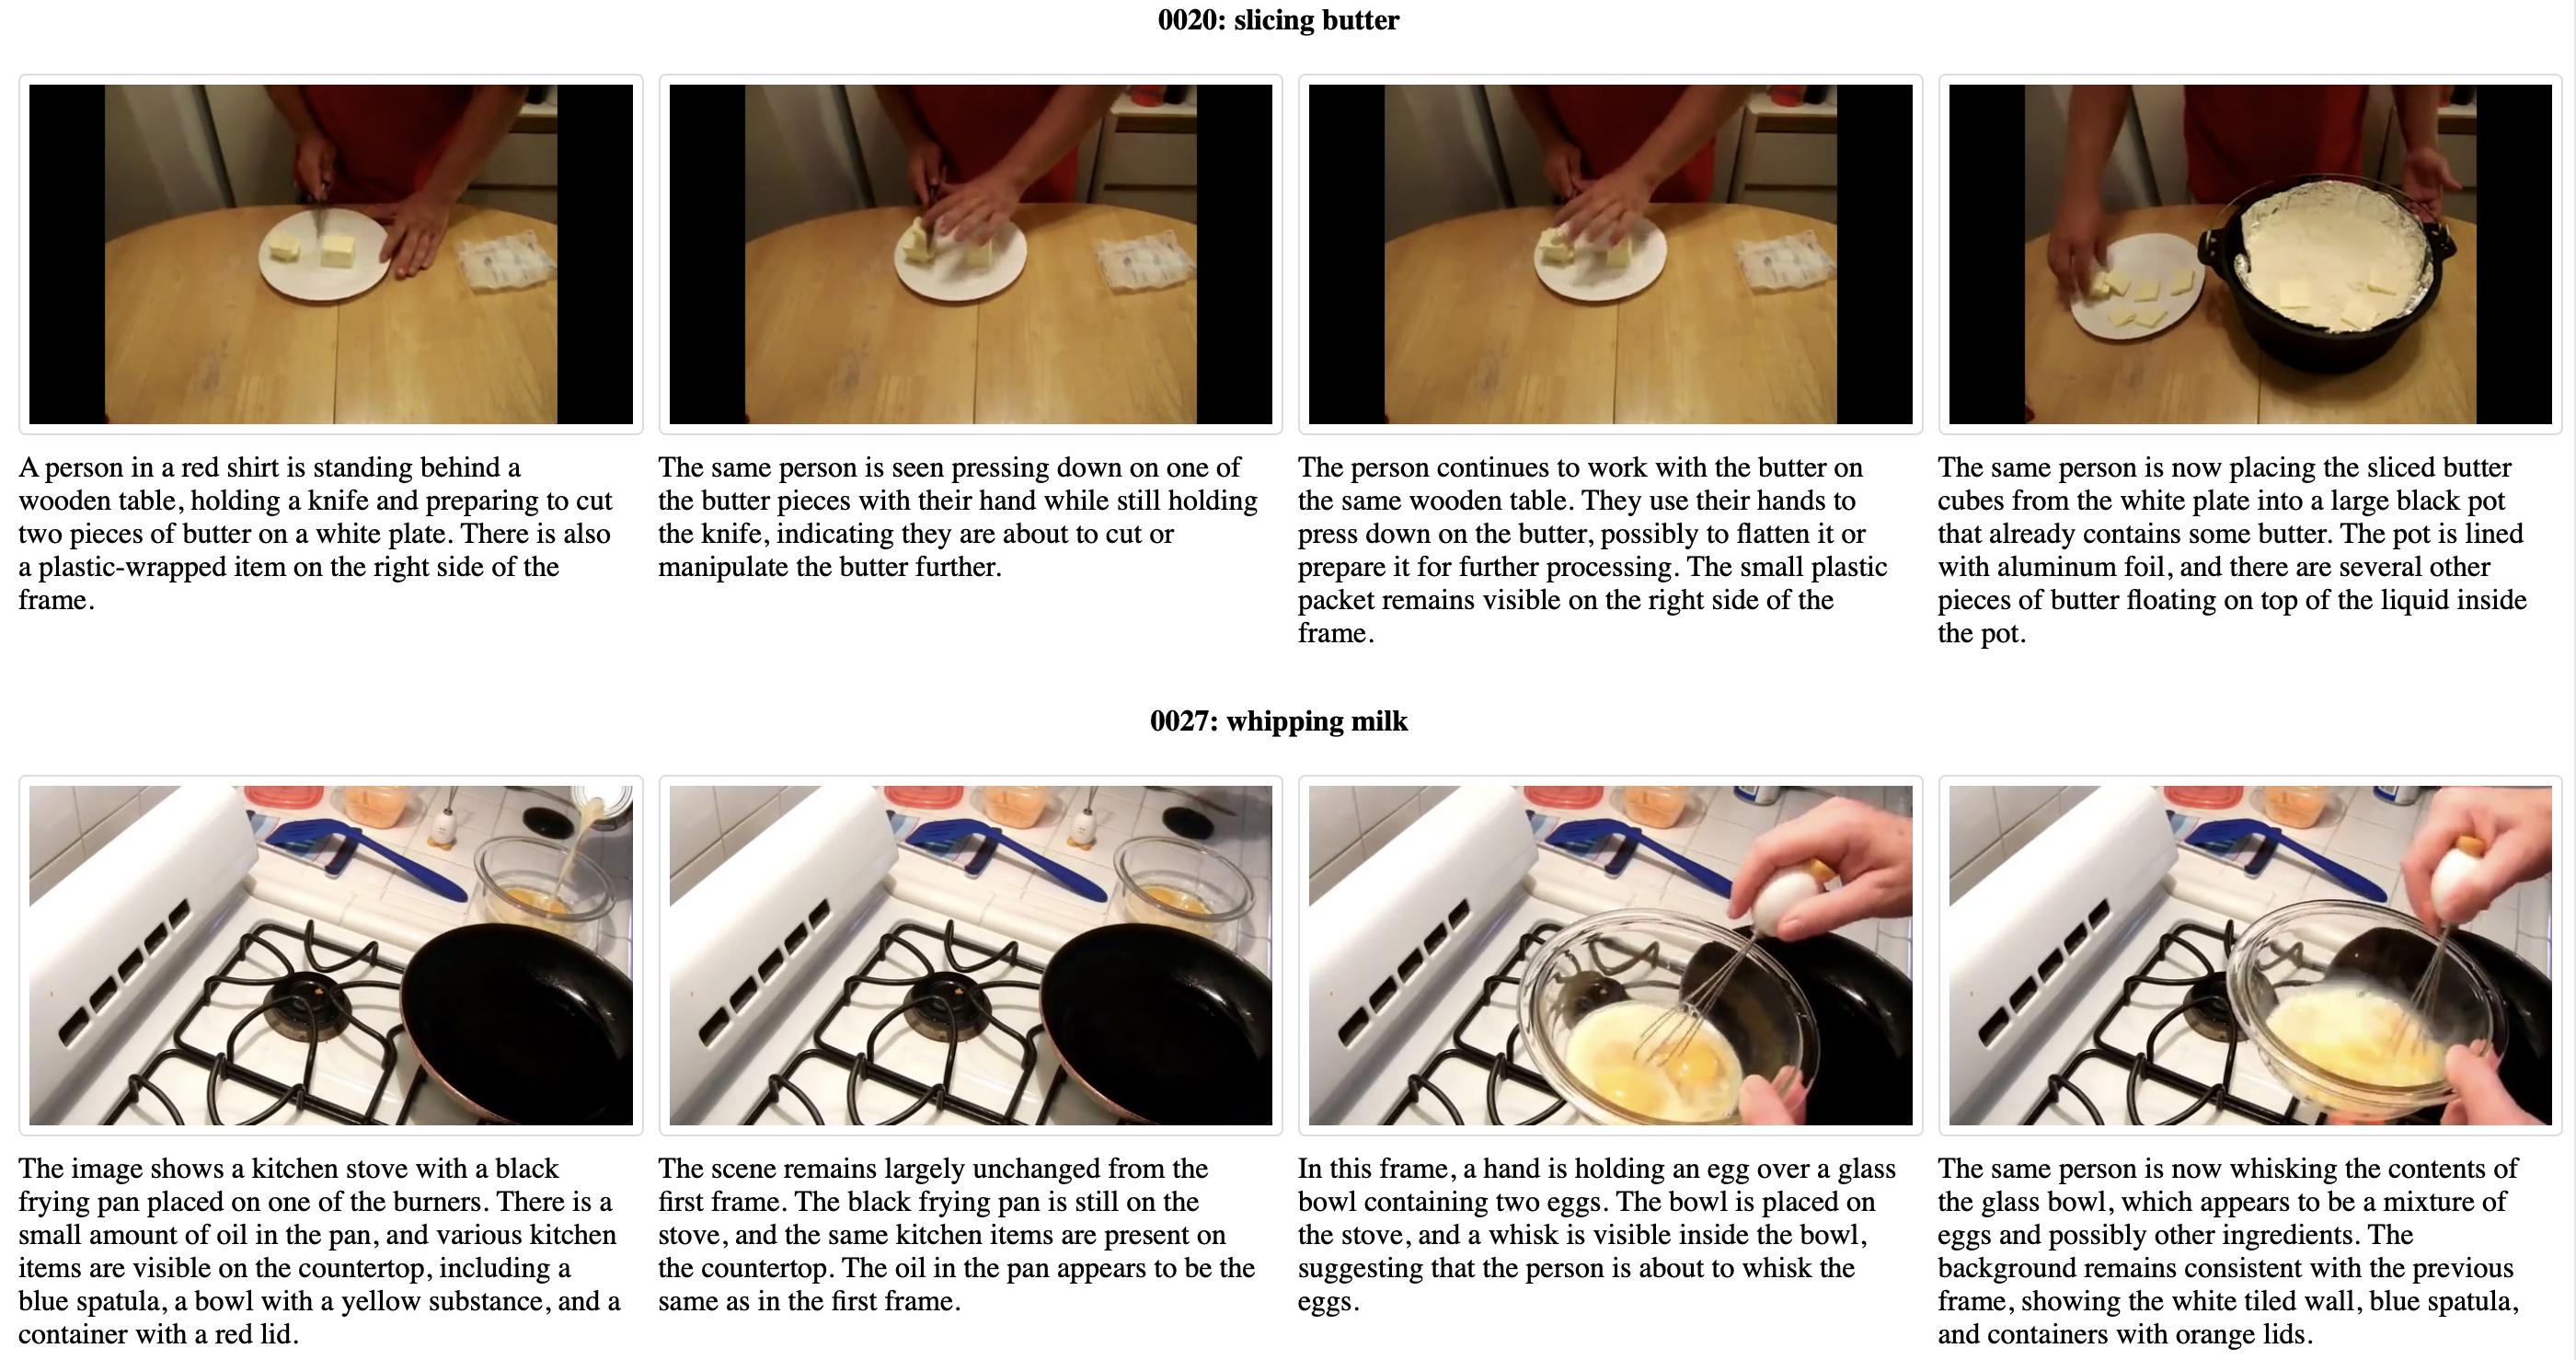 0020: slicing butter
A person in a red shirt is standing behind a
wooden table, holding a knife and preparing to cut
two pieces of butter on a white plate. There is also
a plastic-wrapped item on the right side of the
frame.
The same person is seen pressing down on one of
the butter pieces with their hand while still holding
the knife, indicating they are about to cut or
manipulate the butter further.
The person continues to work with the butter on
the same wooden table. They use their hands to
press down on the butter, possibly to flatten it or
prepare it for further processing. The small plastic
packet remains visible on the right side of the
frame.
The same person is now placing the sliced butter
cubes from the white plate into a large black pot
that already contains some butter. The pot is lined
with aluminum foil, and there are several other
pieces of butter floating on top of the liquid inside
the pot.
0027: whipping milk
The image shows a kitchen stove with a black
frying pan placed on one of the burners. There is a
small amount of oil in the pan, and various kitchen
items are visible on the countertop, including a
blue spatula, a bowl with a yellow substance, and a
container with a red lid.
The scene remains largely unchanged from the
first frame. The black frying pan is still on the
stove, and the same kitchen items are present on
the countertop. The oil in the pan appears to be the
same as in the first frame.
In this frame, a hand is holding an egg over a glass
bowl containing two eggs. The bowl is placed on
the stove, and a whisk is visible inside the bowl,
suggesting that the person is about to whisk the
eggs.
The same person is now whisking the contents of
the glass bowl, which appears to be a mixture of
eggs and possibly other ingredients. The
background remains consistent with the previous
frame, showing the white tiled wall, blue spatula,
and containers with orange lids.